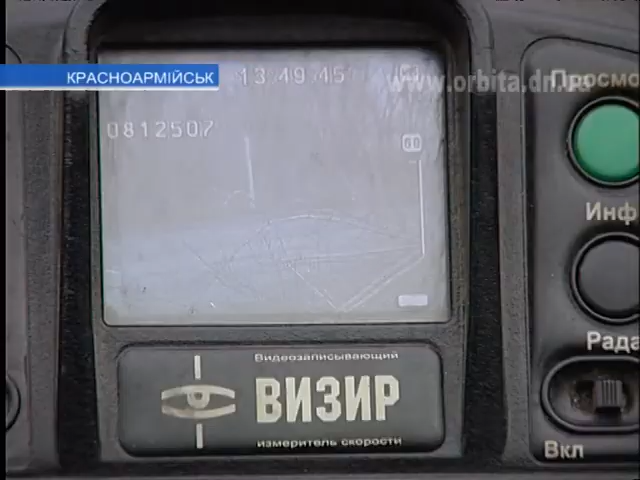 КРАСНОАРМІЙСЬК
13 49 45
www.orbita.dn.ua
Просмо
0812507
60
Инф
Рада
Видеозаписывающий
ВИЗИР
измеритель скорости
Вкл